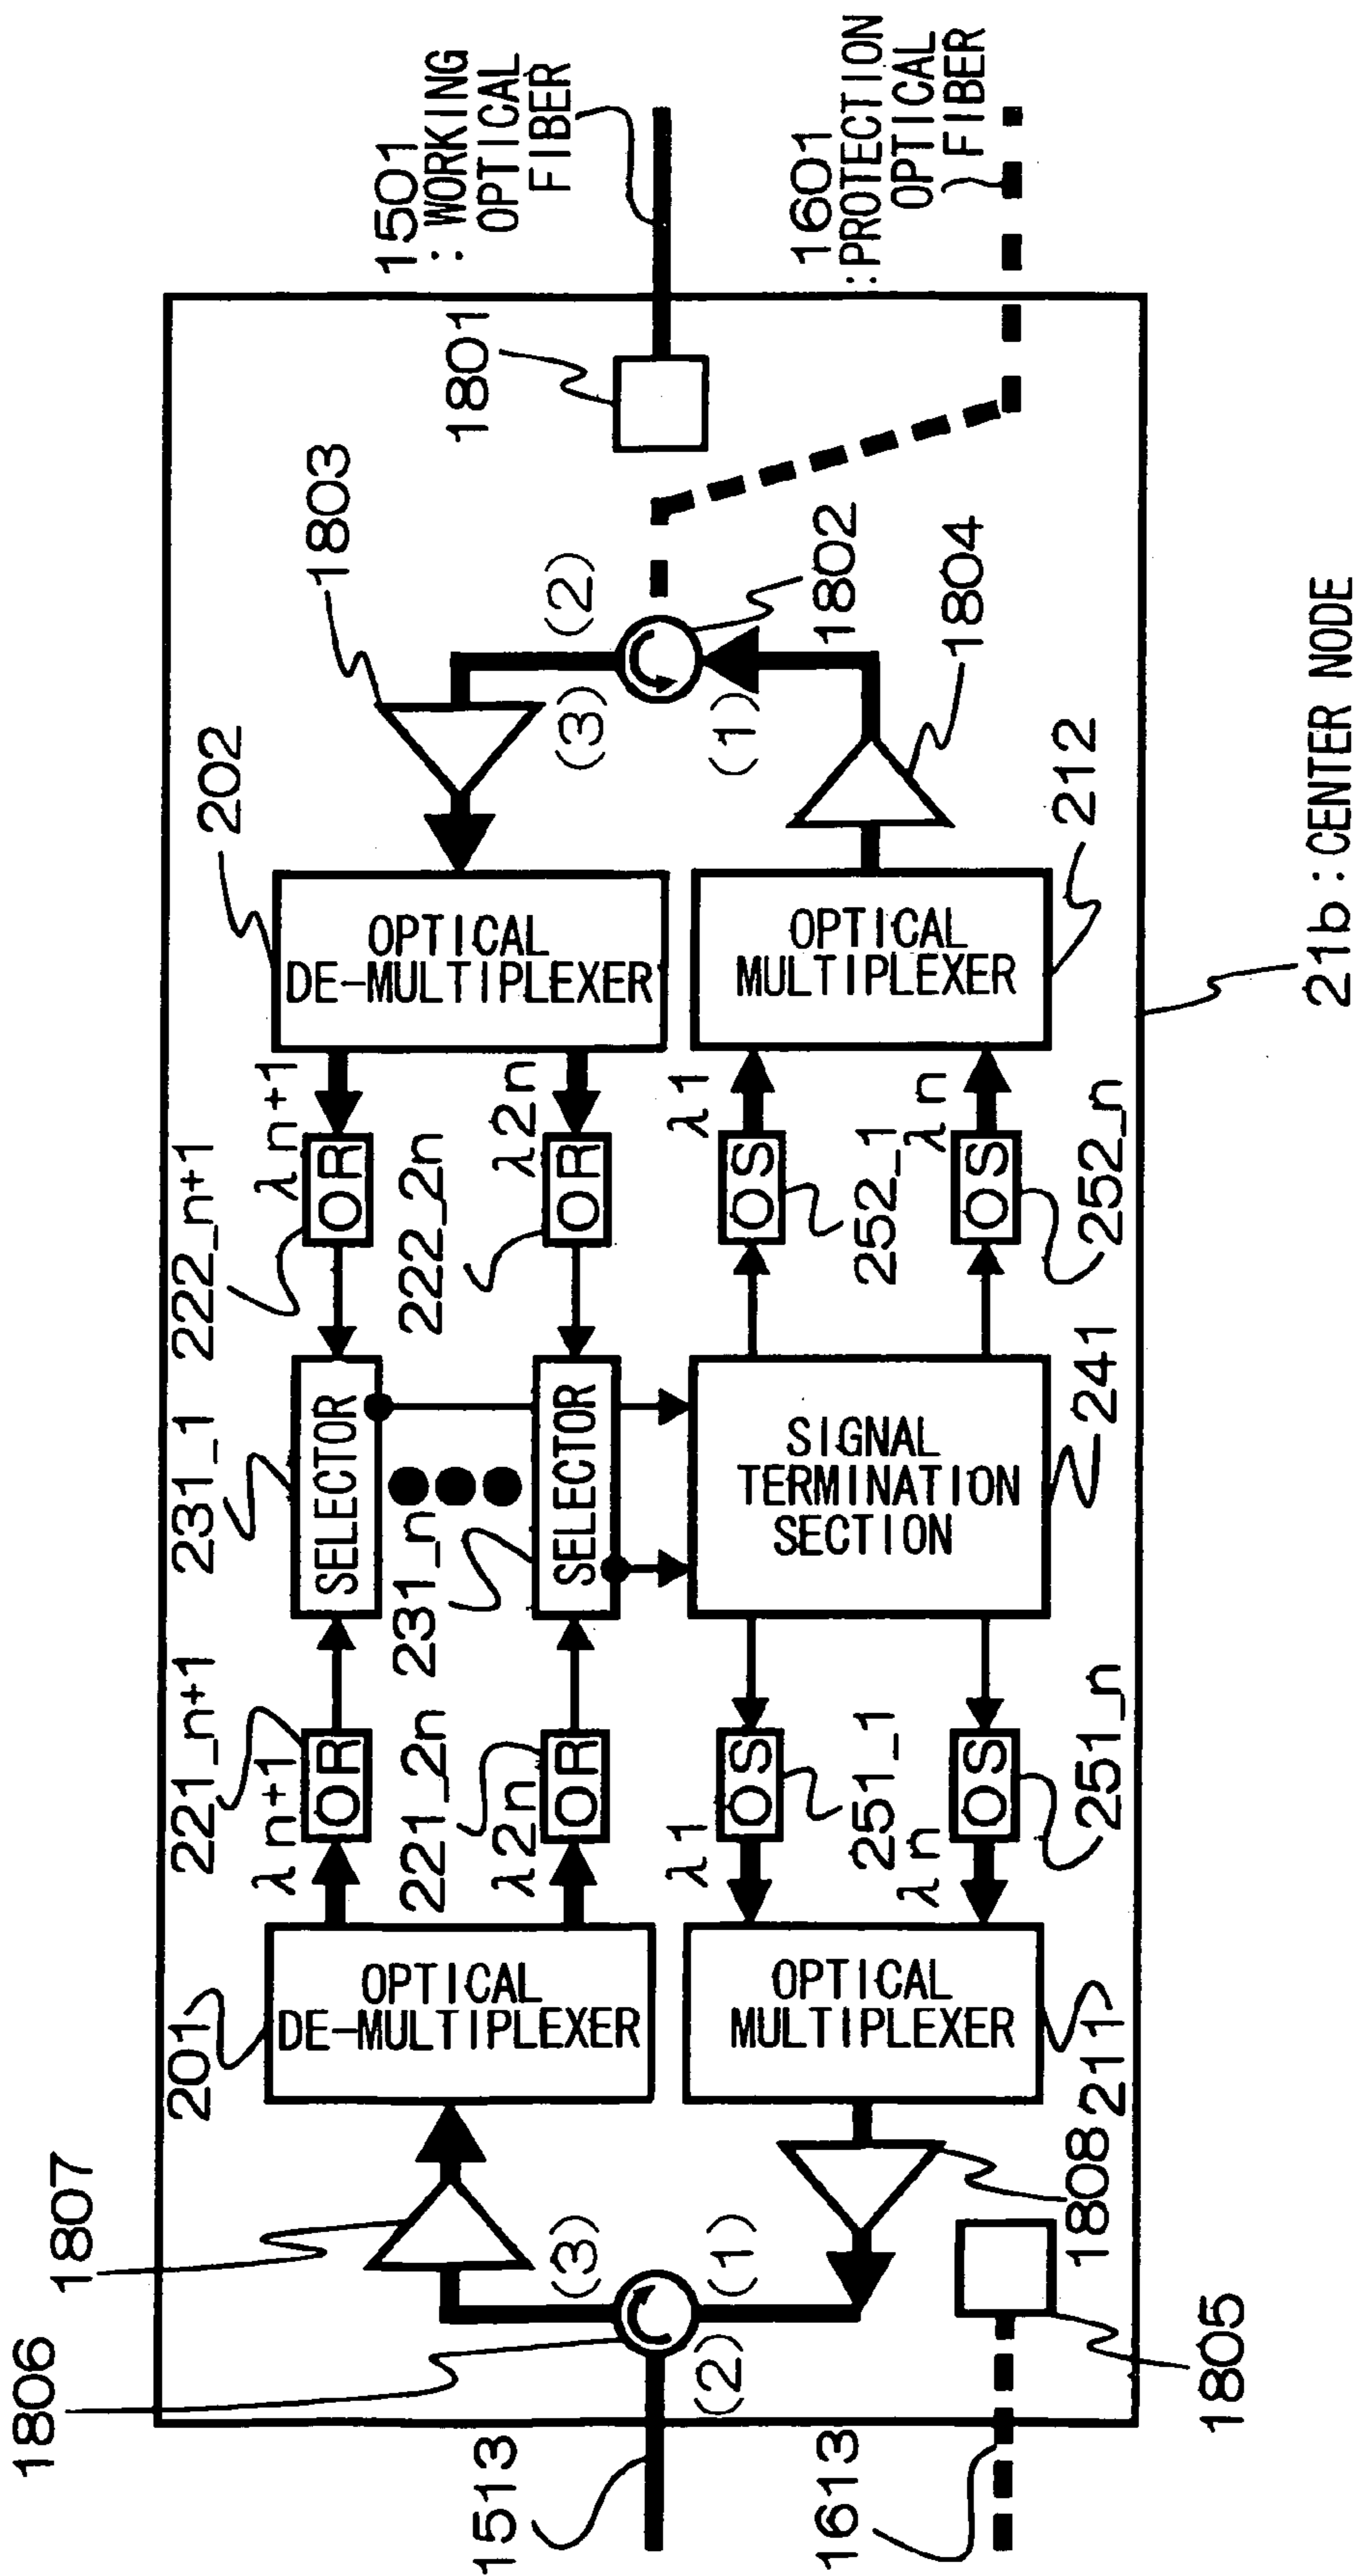 1806
1807
201
221_n+1
231_1
222_n+1
202
1803
1801
1501
: WORKING
OPTICAL
FIBER
OPTICAL
DE-MULTIPLEXER
λn+1
OR
SELECTOR
OR
λn+1
OPTICAL
DE-MULTIPLEXER
221_2n
231_n
222_2n
λ2n
OR
SELECTOR
OR
λ2n
(3)
(3)
(2)
1513
(2)
(1)
(1)
1802
1601
:PROTECTION
OPTICAL
FIBER
OPTICAL
MULTIPLEXER
λ1
OS
251_1
SIGNAL
TERMINATION
SECTION
OS
252_1
λ1
OPTICAL
MULTIPLEXER
1804
λn
OS
OS
λn
1613
1805
1808
211
251_n
241
252_n
212
21b : CENTER NODE